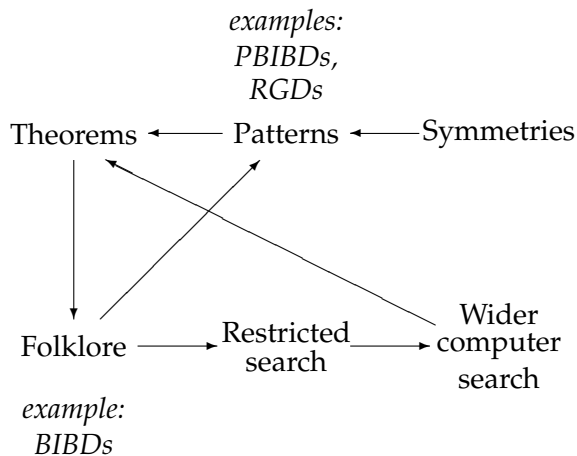 examples:
PBIBDs,
RGDs
Theorems
Patterns
Symmetries
Folklore
Restricted
search
Wider
computer
search
example:
BIBDs